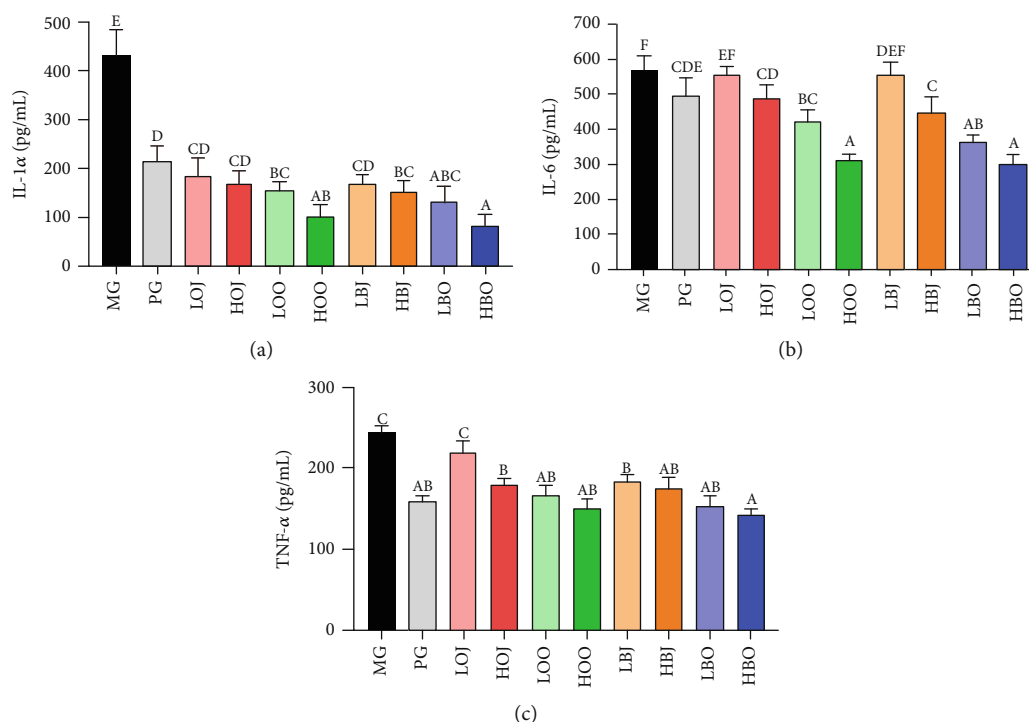 500
400
300
200
100
0
IL-1α (pg/mL)
E
D
CD
CD
BC
AB
CD
BC
ABC
A
MG
PG
LOJ
HOJ
LOO
HOO
LBJ
HBJ
LBO
HBO
(a)
700
600
500
400
300
200
100
0
IL-6 (pg/mL)
F
CDE
EF
CD
BC
A
DEF
C
AB
A
MG
PG
LOJ
HOJ
LOO
HOO
LBJ
HBJ
LBO
HBO
(b)
300
200
100
0
TNF-α (pg/mL)
C
AB
C
B
AB
AB
B
AB
AB
A
MG
PG
LOJ
HOJ
LOO
HOO
LBJ
HBJ
LBO
HBO
(c)